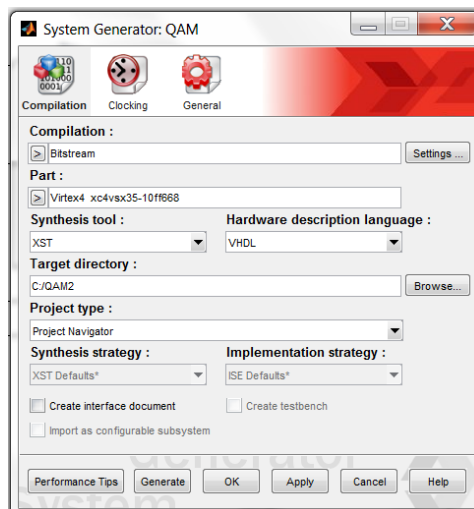 System Generator: QAM
Compilation Clocking General
Compilation :
> Bitstream Settings ...
Part :
> Virtex4 xc4vsx35-10ff668
Synthesis tool : Hardware description language :
XST VHDL
Target directory :
C:/QAM2 Browse...
Project type :
Project Navigator
Synthesis strategy : Implementation strategy :
XST Defaults* ISE Defaults*
Create interface document Create testbench
Import as configurable subsystem
Performance Tips Generate OK Apply Cancel Help